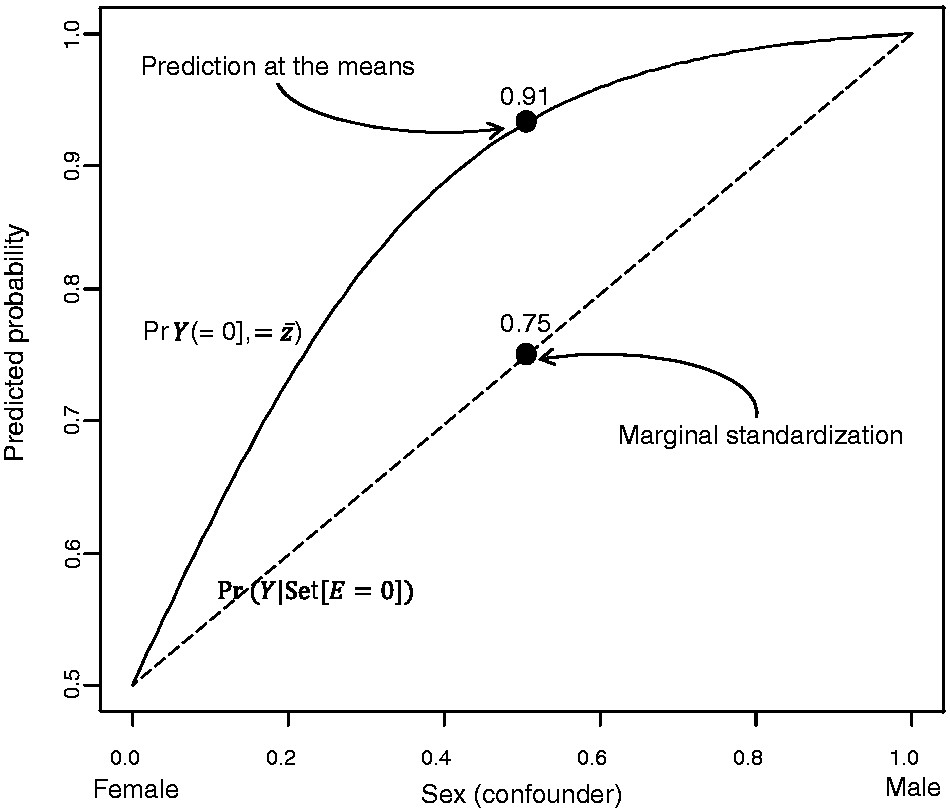 1.0
Prediction at the means
0.91
0.9
0.8
Pr Y(= 0], = z̄)
0.75
Predicted probability
0.7
Marginal standardization
0.6
Pr (Y|Set[E = 0])
0.5
0.0 0.2 0.4 0.6 0.8 1.0
Female Sex (confounder) Male